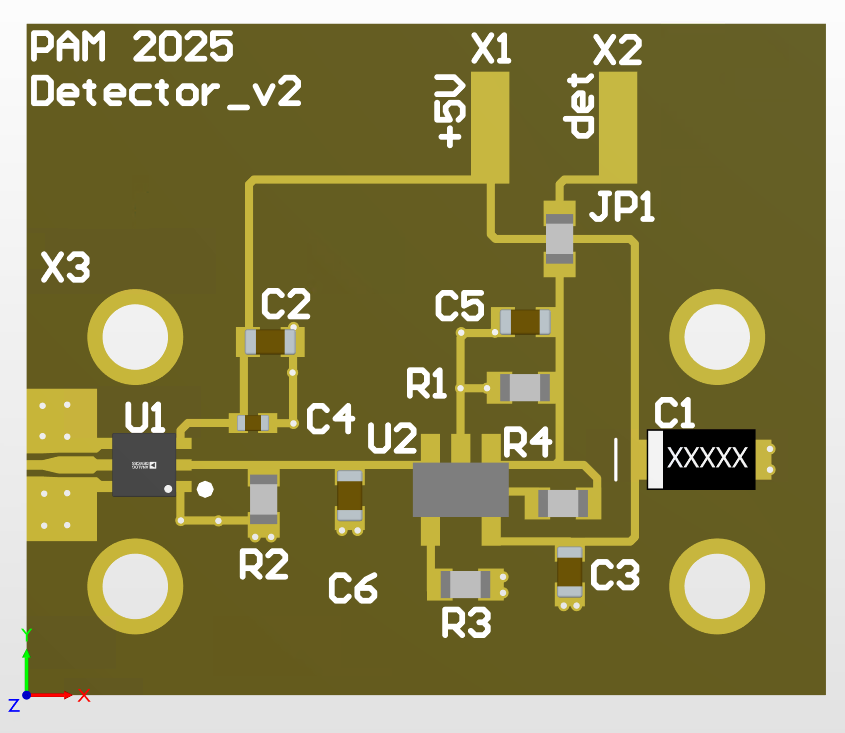 PAM 2025
Detector_v2
X1
X2
+5V
det
JP1
X3
C2
C5
R1
C4
U1
U2
R4
C1
XXXXX
R2
C6
R3
C3
Y
Z
X